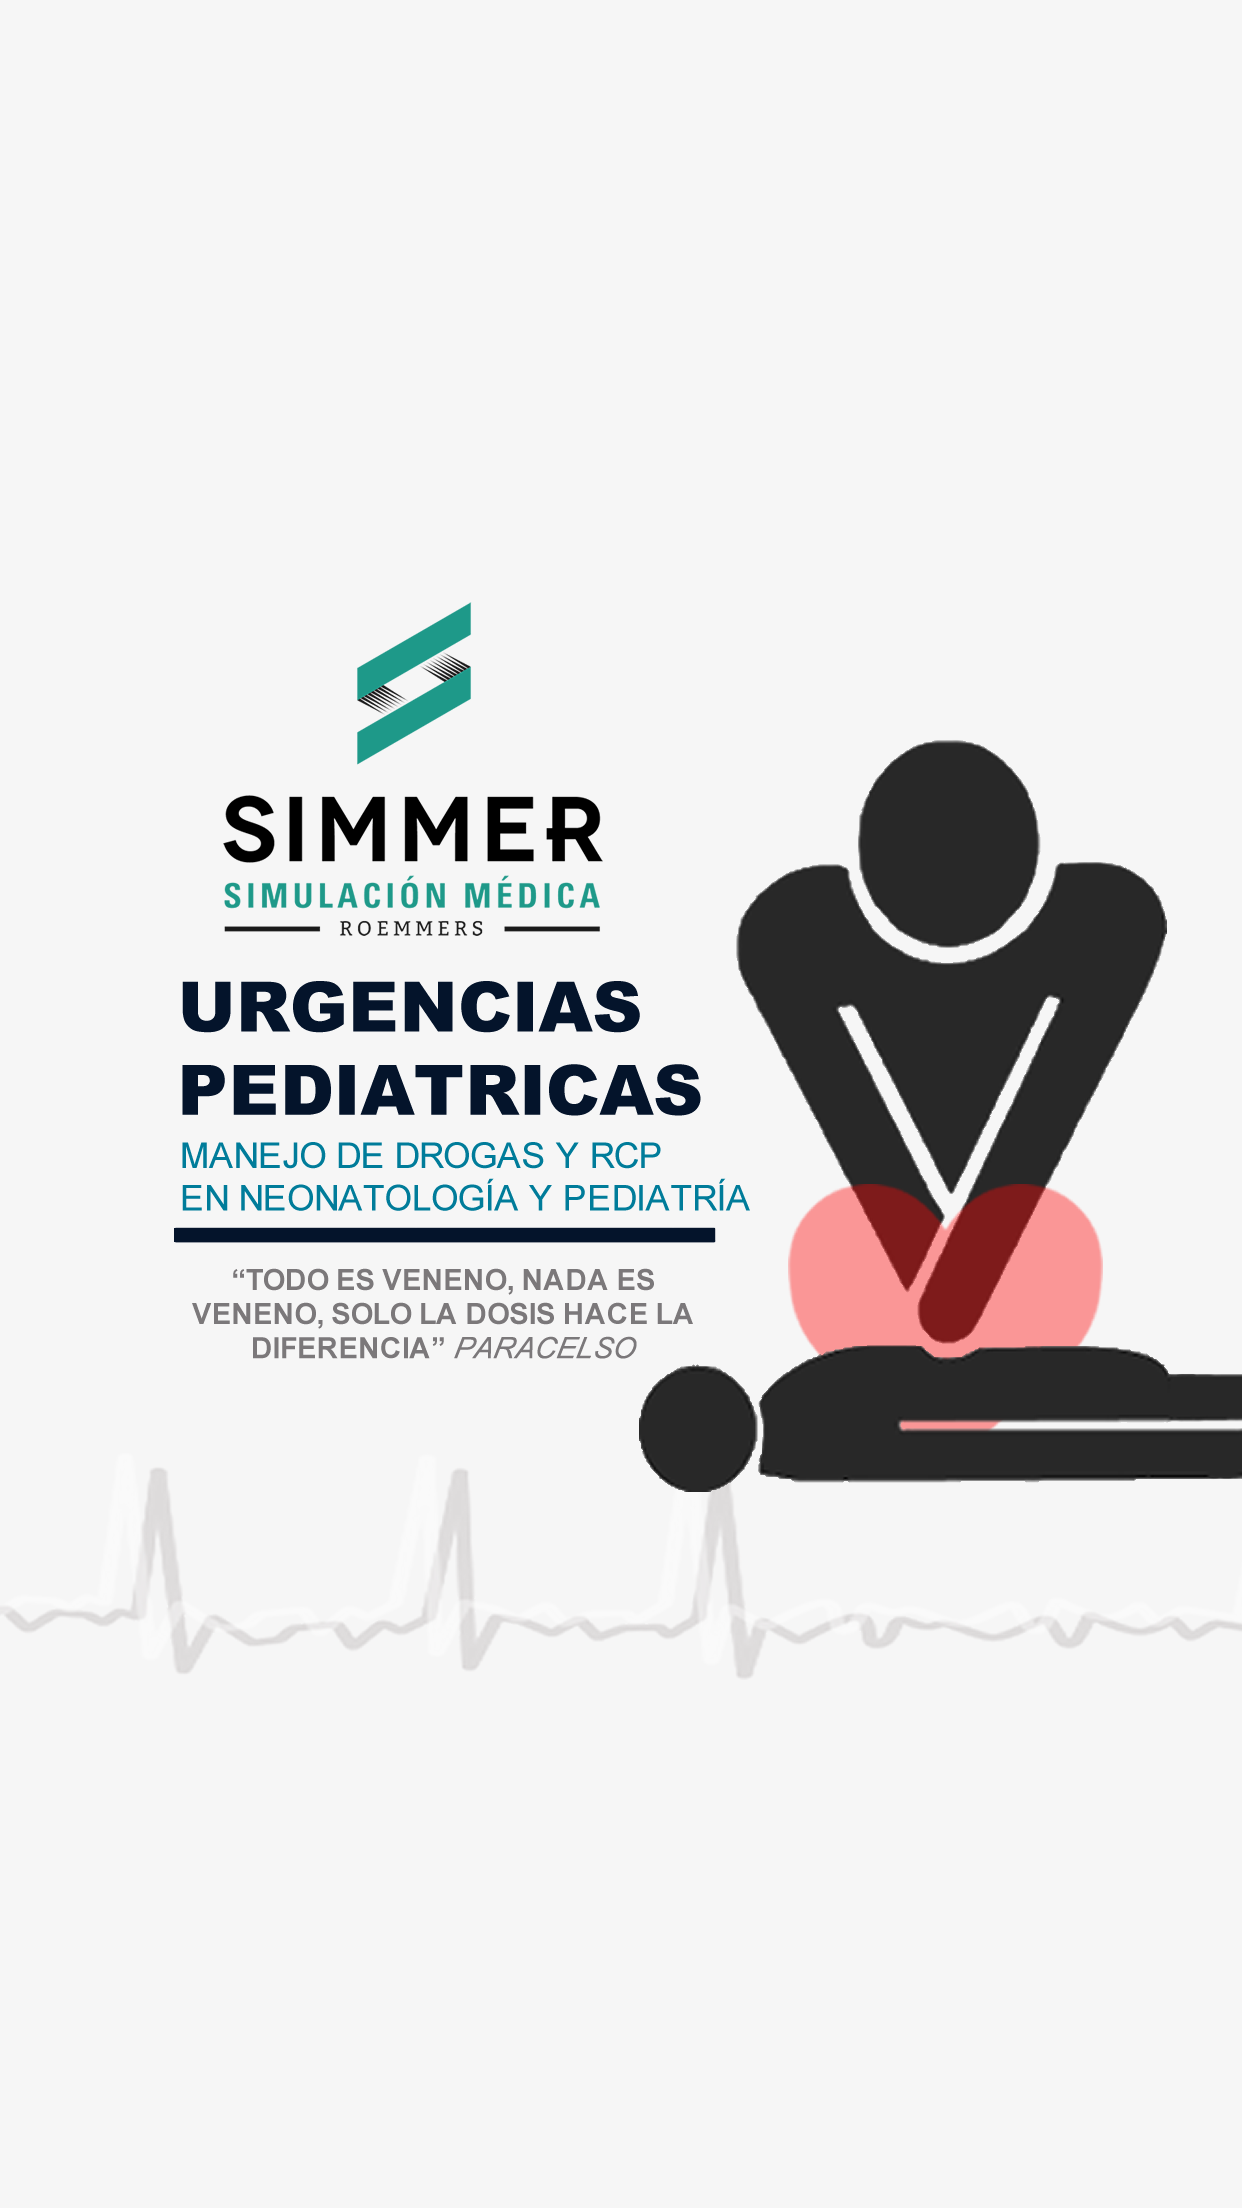 SIMMER
SIMULACIÓN MÉDICA
ROEMMERS
URGENCIAS
PEDIATRICAS
MANEJO DE DROGAS Y RCP
EN NEONATOLOGÍA Y PEDIATRÍA
“TODO ES VENENO, NADA ES
VENENO, SOLO LA DOSIS HACE LA
DIFERENCIA” PARACELSO